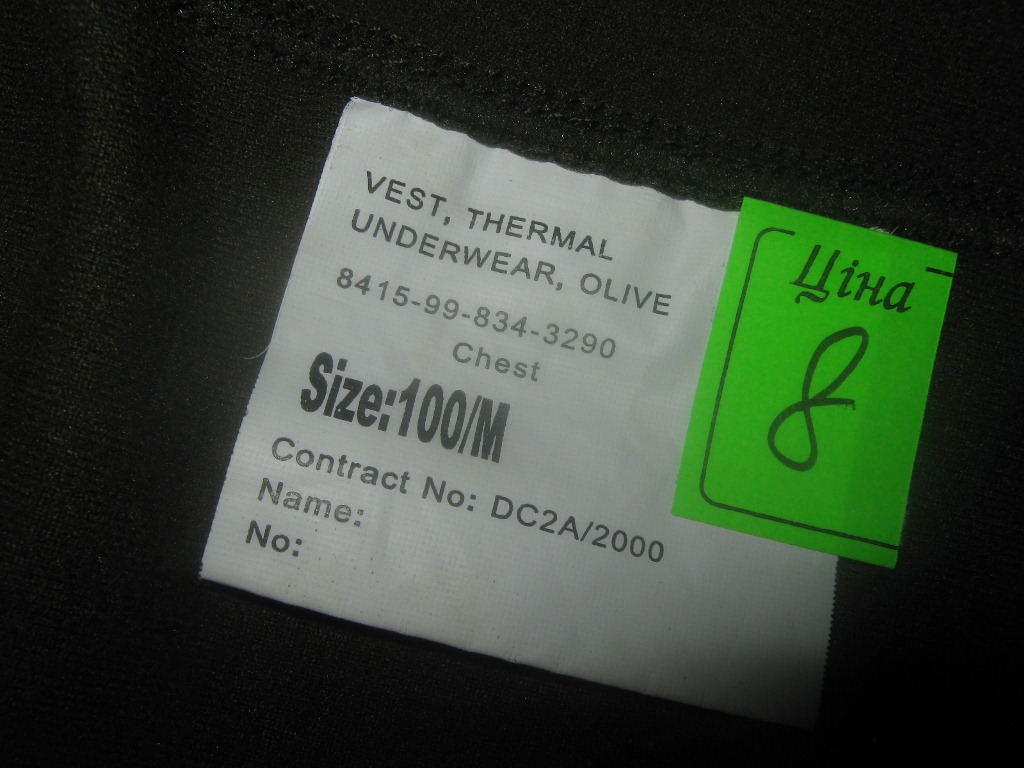 VEST, THERMAL
UNDERWEAR, OLIVE
8415-99-834-3290
Chest
Size:100/M
Contract No: DC2A/2000
Name:
No:
Ціна
8